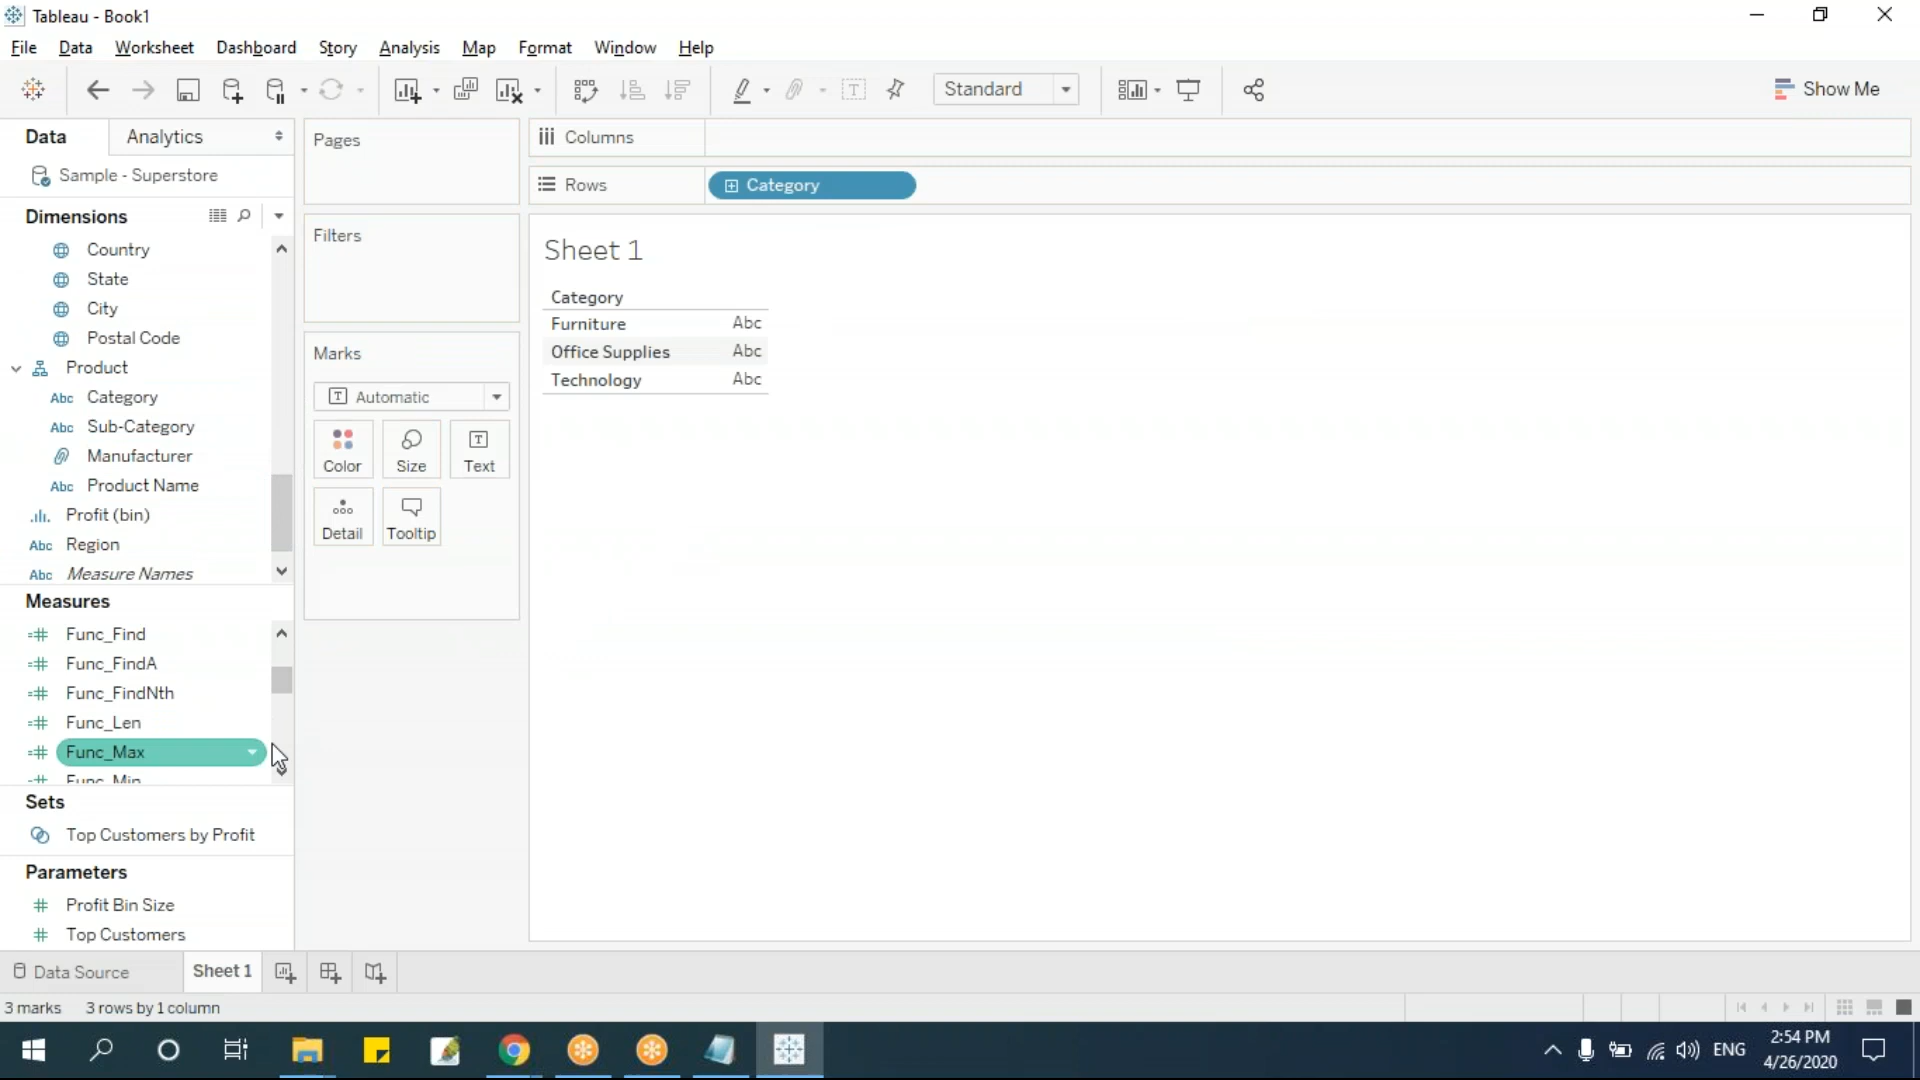 Tableau - Book1
File Data Worksheet Dashboard Story Analysis Map Format Window Help
Standard
Show Me
Data
Analytics
Sample - Superstore
Dimensions
Country
State
City
Postal Code
Product
Abc Category
Abc Sub-Category
Manufacturer
Abc Product Name
Profit (bin)
Abc Region
Abc Measure Names
Measures
Func_Find
Func_FindA
Func_FindNth
Func_Len
Func_Max
Func_Min
Sets
Top Customers by Profit
Parameters
Profit Bin Size
Top Customers
Pages
Filters
Marks
Automatic
Color
Size
Text
Detail
Tooltip
Columns
Rows
Category
Sheet 1
Category
Furniture Abc
Office Supplies Abc
Technology Abc
Data Source
Sheet 1
3 marks 3 rows by 1 column
ENG
2:54 PM
4/26/2020